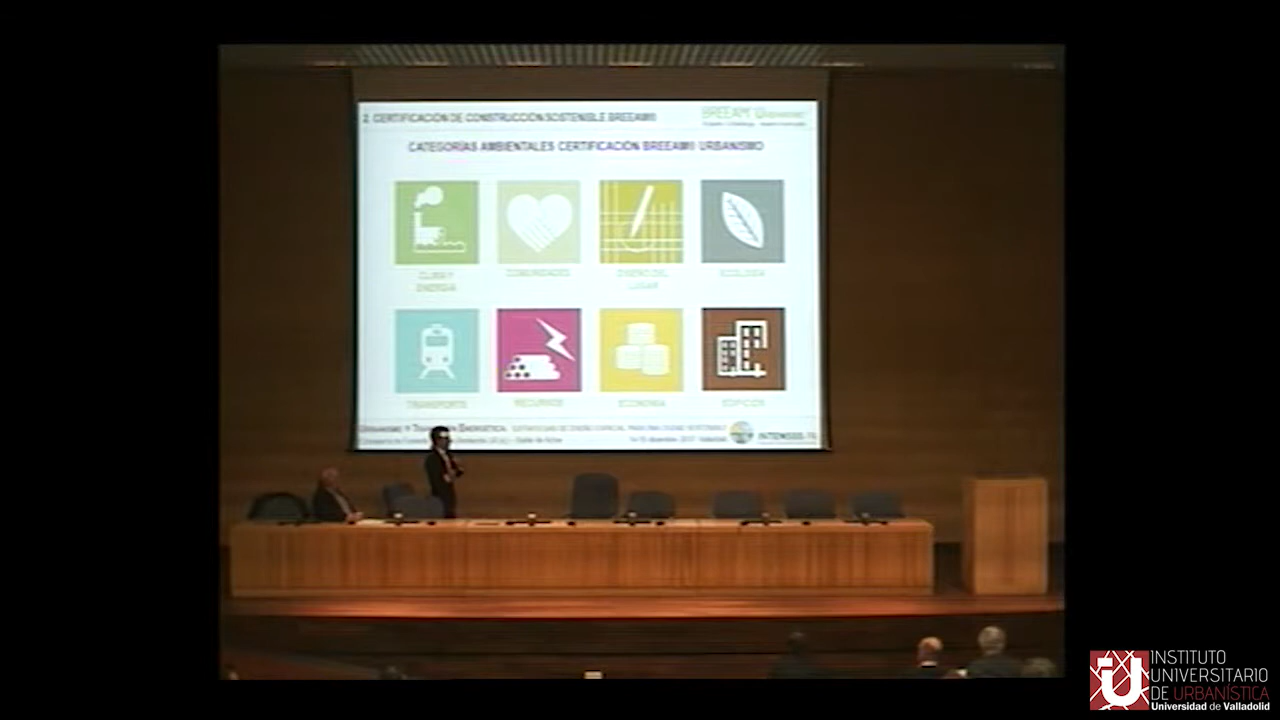 2. CERTIFICACIÓN DE CONSTRUCCIÓN SOSTENIBLE BREEAM®
BREEAM
CATEGORÍAS AMBIENTALES CERTIFICACIÓN BREEAM® URBANISMO
CLIMA Y
ENERGÍA
COMUNIDADES
DISEÑO DEL
LUGAR
ECOLOGÍA
TRANSPORTE
RECURSOS
ECONOMÍA
EDIFICIOS
INSTITUTO
UNIVERSITARIO
DE URBANÍSTICA
Universidad de Valladolid